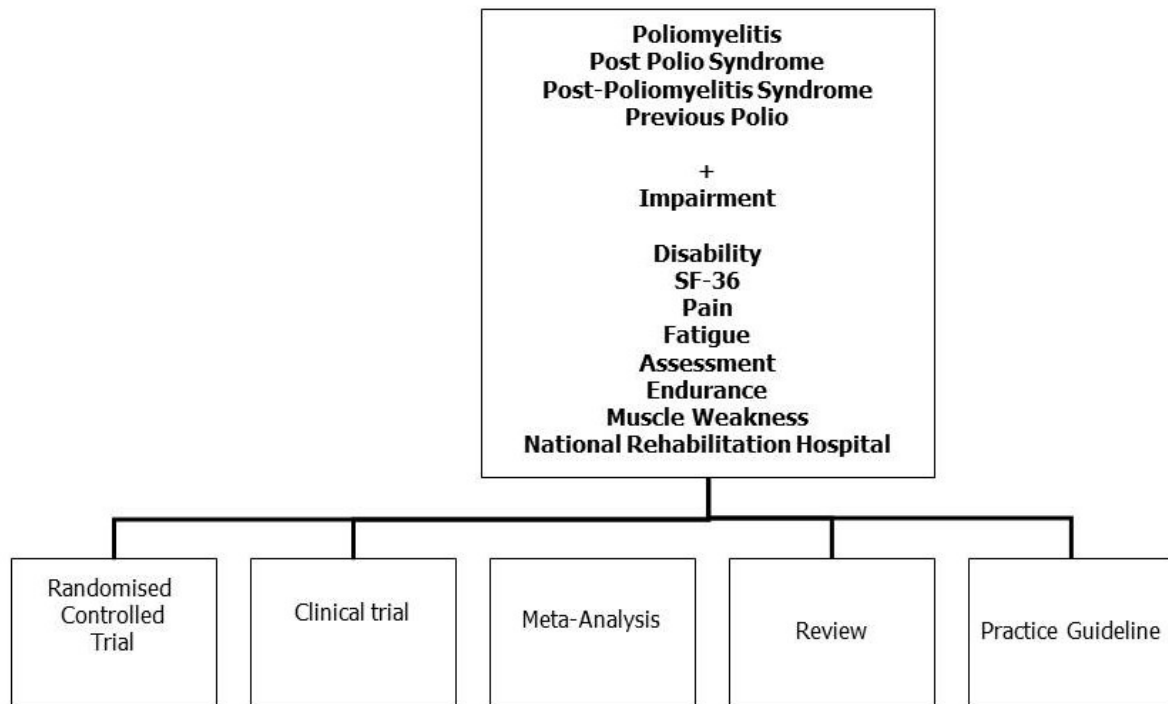 Poliomyelitis
Post Polio Syndrome
Post-Poliomyelitis Syndrome
Previous Polio
+
Impairment
Disability
SF-36
Pain
Fatigue
Assessment
Endurance
Muscle Weakness
National Rehabilitation Hospital
Randomised
Controlled
Trial
Clinical trial
Meta-Analysis
Review
Practice Guideline